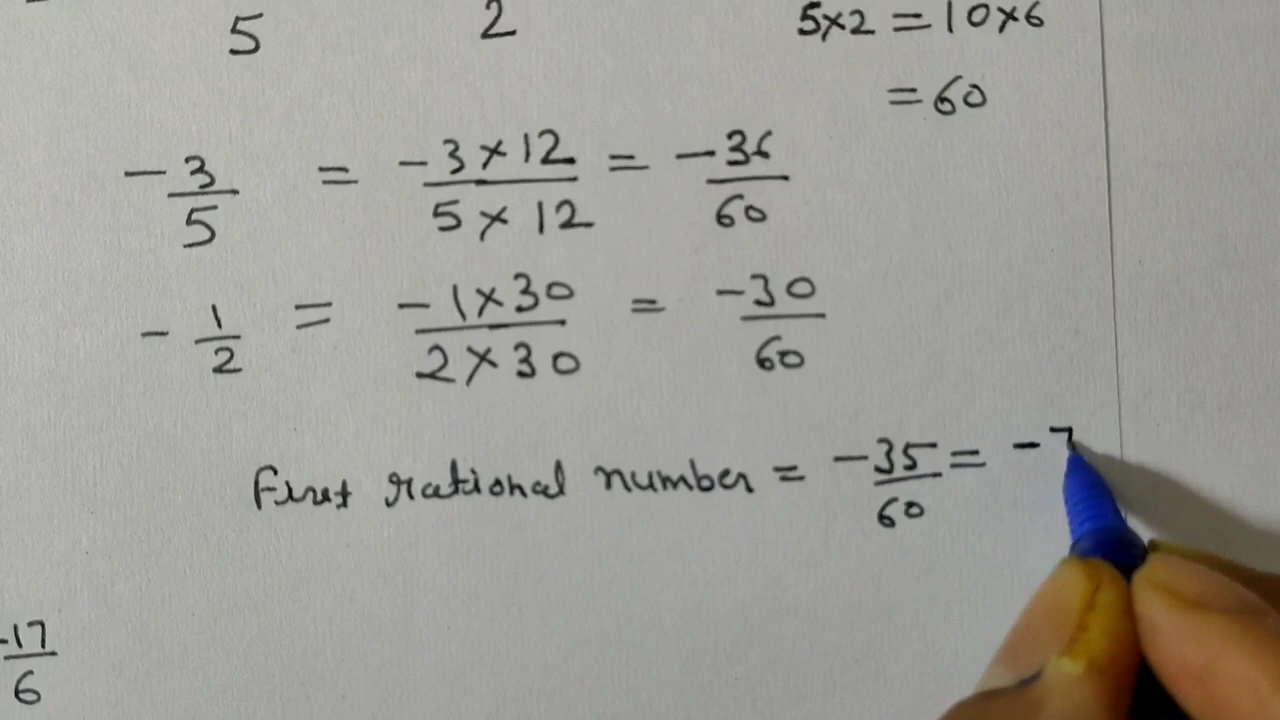 5 2 5×2 = 10×6
= 60
-3/5 = -3×12/5×12 = -36/60
-1/2 = -1×30/2×30 = -30/60
First rational number = -35/60 = -7
-17/6